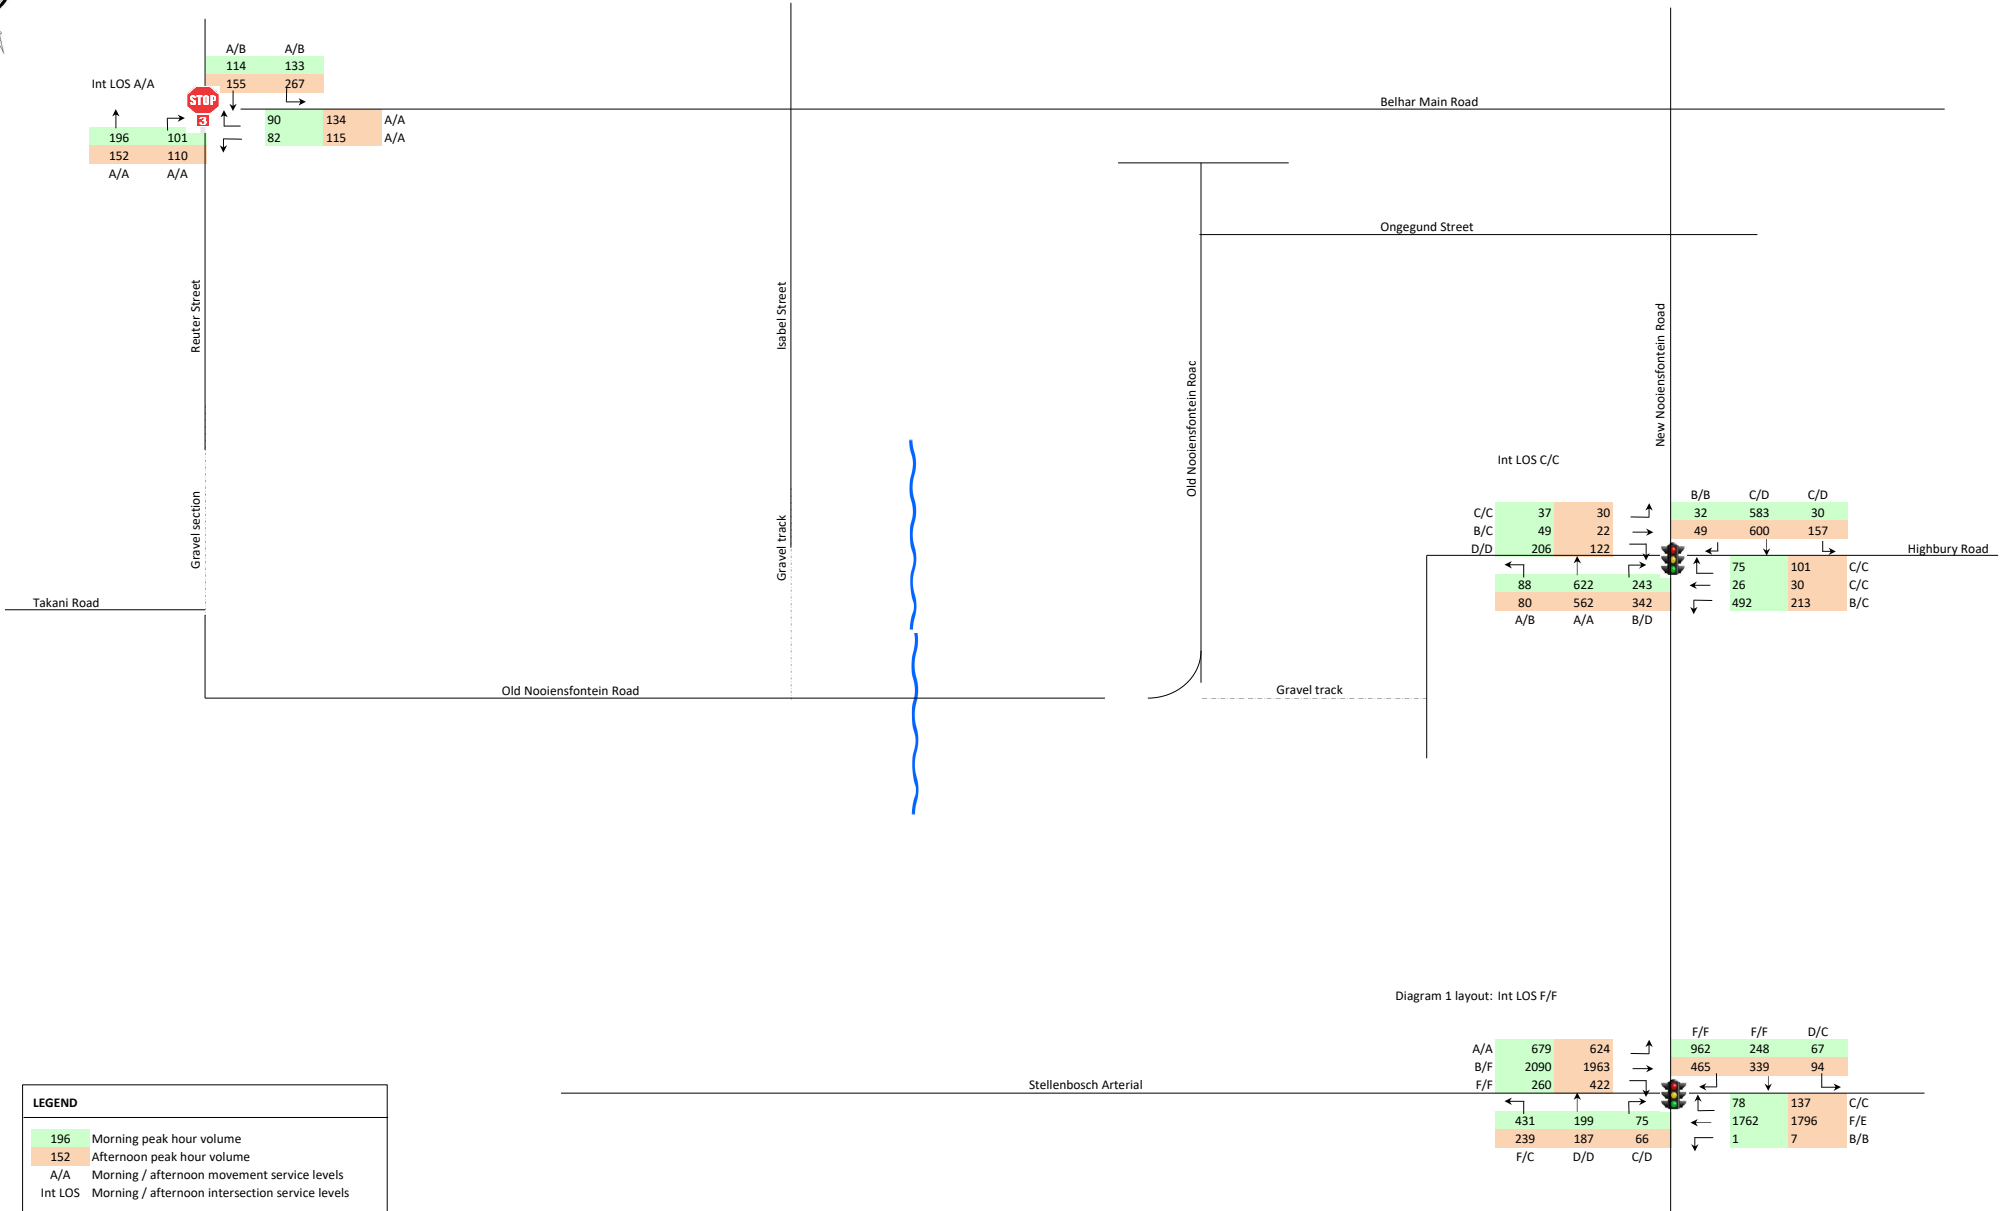 A/B A/B
114 133
155 267
Int LOS A/A
STOP
3
90 134 A/A
82 115 A/A
196 101
152 110
A/A A/A
Belhar Main Road
Ongegund Street
Reuter Street
Isabel Street
Old Nooiensfontein Road
New Nooiensfontein Road
Gravel section
Gravel track
Takani Road
Old Nooiensfontein Road
Gravel track
Int LOS C/C
B/B C/D C/D
32 583 30
49 600 157
C/C 37 30
B/C 49 22
D/D 206 122
Highbury Road
75 101 C/C
26 30 C/C
492 213 B/C
88 622 243
80 562 342
A/B A/A B/D
Diagram 1 layout: Int LOS F/F
F/F F/F D/C
962 248 67
465 339 94
A/A 679 624
B/F 2090 1963
F/F 260 422
Stellenbosch Arterial
78 137 C/C
1762 1796 F/E
1 7 B/B
431 199 75
239 187 66
F/C D/D C/D
LEGEND
196 Morning peak hour volume
152 Afternoon peak hour volume
A/A Morning / afternoon movement service levels
Int LOS Morning / afternoon intersection service levels